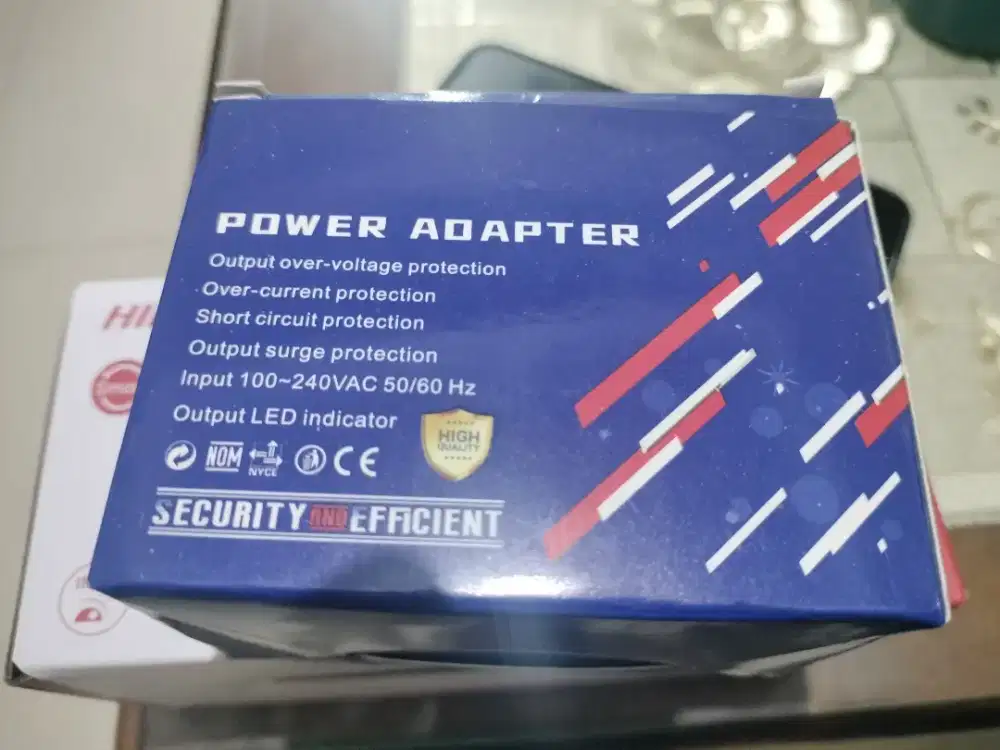 POWER ADAPTER
Output over-voltage protection
Over-current protection
Short circuit protection
Output surge protection
Input 100~240VAC 50/60 Hz
Output LED indicator
HIGH
QUALITY
NOM
NYCE
CE
SECURITY AND EFFICIENT